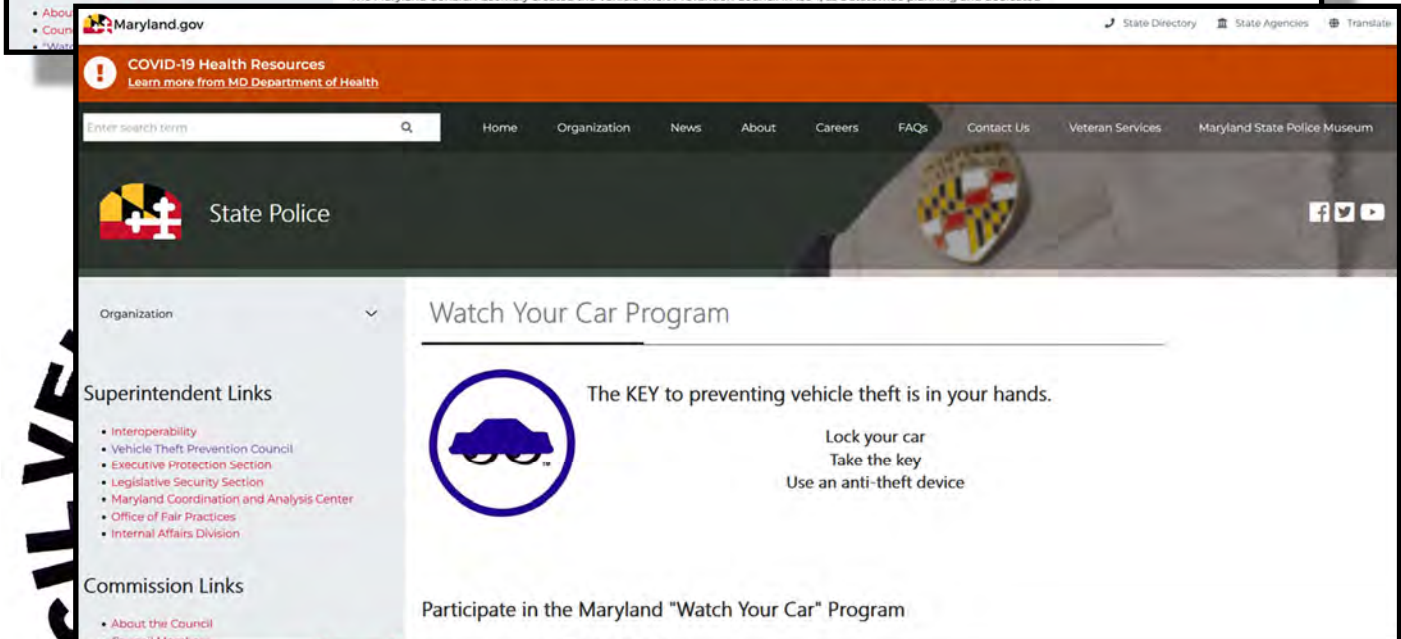 • Abou
• Coun
• "Watc
Maryland.gov
State Directory
State Agencies
Translate
COVID-19 Health Resources
Learn more from MD Department of Health
Enter search term
Home
Organization
News
About
Careers
FAQs
Contact Us
Veteran Services
Maryland State Police Museum
State Police
Organization
Watch Your Car Program
Superintendent Links
• Interoperability
• Vehicle Theft Prevention Council
• Executive Protection Section
• Legislative Security Section
• Maryland Coordination and Analysis Center
• Office of Fair Practices
• Internal Affairs Division
Commission Links
• About the Council
The KEY to preventing vehicle theft is in your hands.
Lock your car
Take the key
Use an anti-theft device
TM
Participate in the Maryland "Watch Your Car" Program